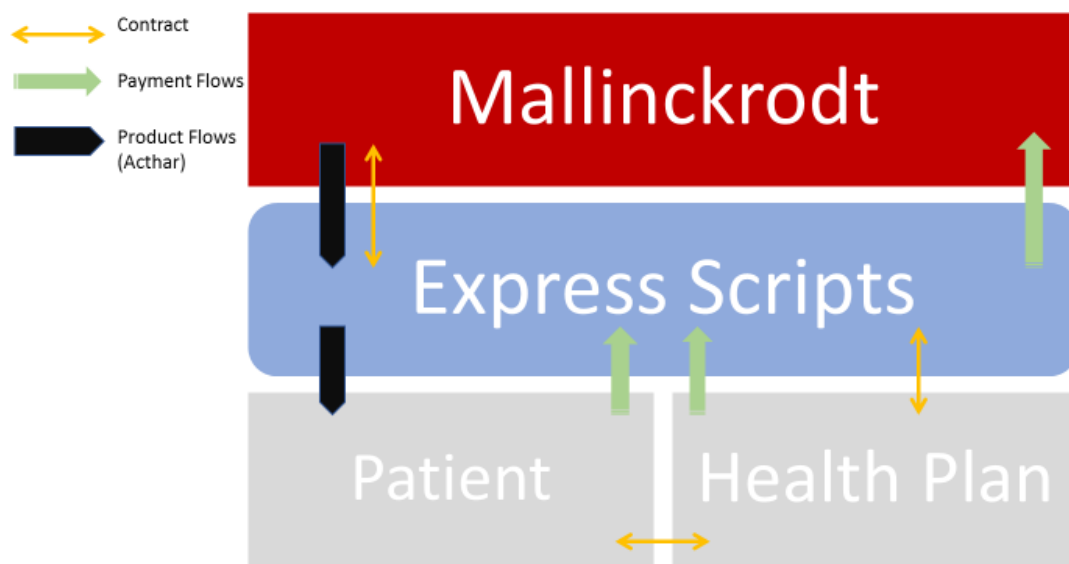 Contract
Payment Flows
Product Flows
(Acthar)
Mallinckrodt
Express Scripts
Patient
Health Plan